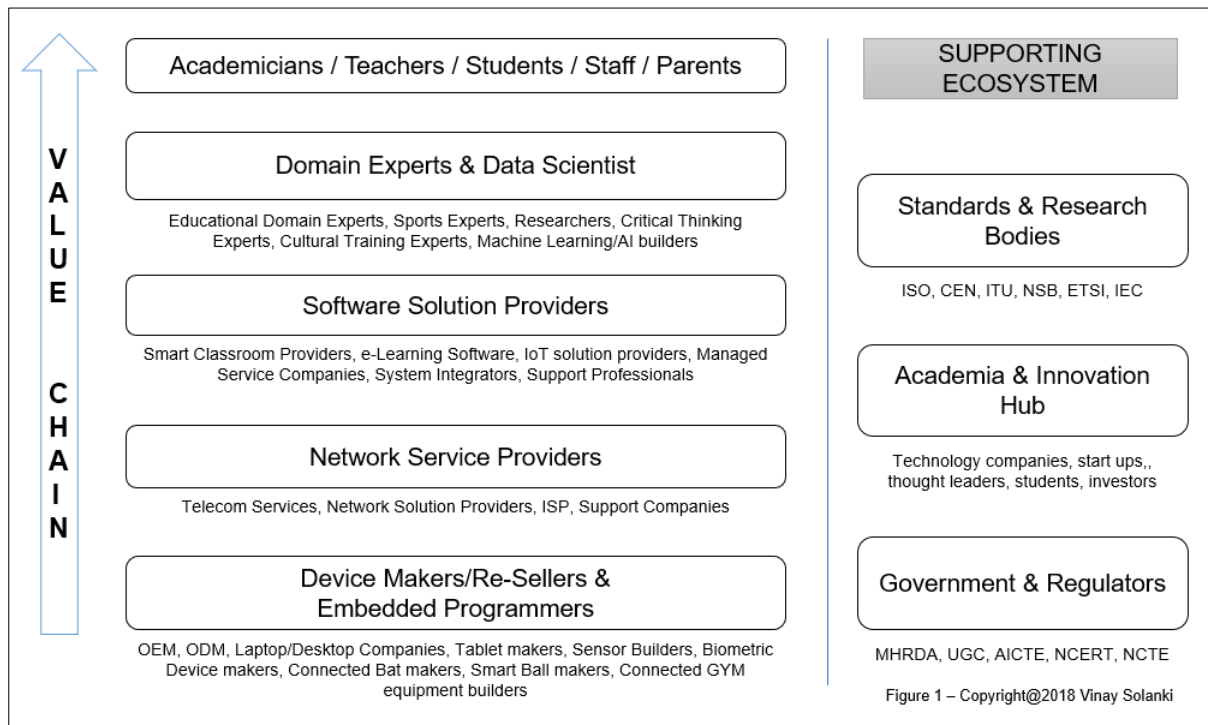 VALUE CHAIN
Academicians / Teachers / Students / Staff / Parents
Domain Experts & Data Scientist
Educational Domain Experts, Sports Experts, Researchers, Critical Thinking
Experts, Cultural Training Experts, Machine Learning/AI builders
Software Solution Providers
Smart Classroom Providers, e-Learning Software, IoT solution providers, Managed
Service Companies, System Integrators, Support Professionals
Network Service Providers
Telecom Services, Network Solution Providers, ISP, Support Companies
Device Makers/Re-Sellers &
Embedded Programmers
OEM, ODM, Laptop/Desktop Companies, Tablet makers, Sensor Builders, Biometric
Device makers, Connected Bat makers, Smart Ball makers, Connected GYM
equipment builders
SUPPORTING
ECOSYSTEM
Standards & Research
Bodies
ISO, CEN, ITU, NSB, ETSI, IEC
Academia & Innovation
Hub
Technology companies, start ups,,
thought leaders, students, investors
Government & Regulators
MHRDA, UGC, AICTE, NCERT, NCTE
Figure 1 – Copyright@2018 Vinay Solanki